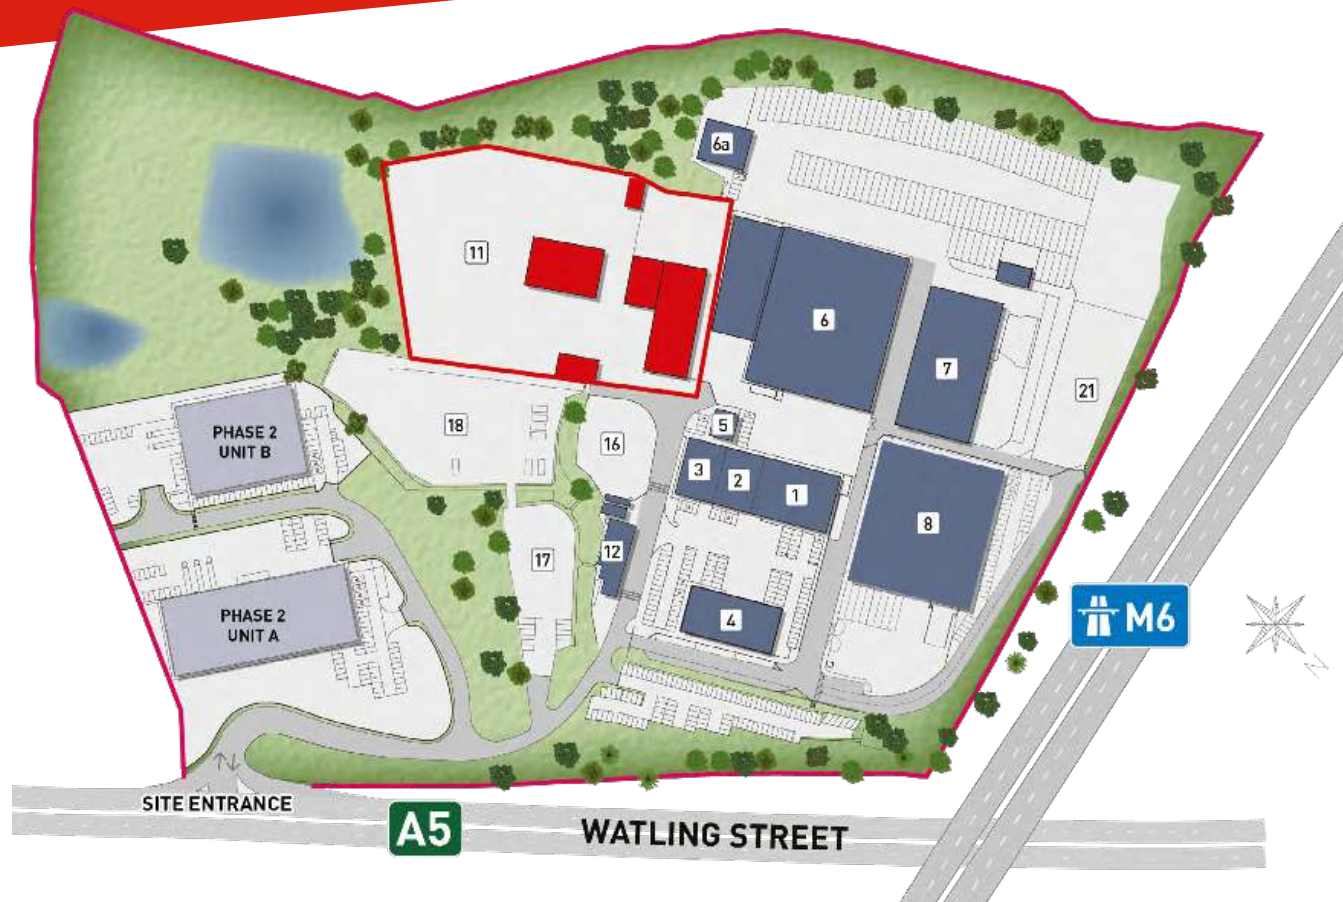 6a
11
6
7
21
18
5
16
PHASE 2
UNIT B
3
2
1
8
12
17
PHASE 2
UNIT A
4
M6
N
SITE ENTRANCE
A5
WATLING STREET